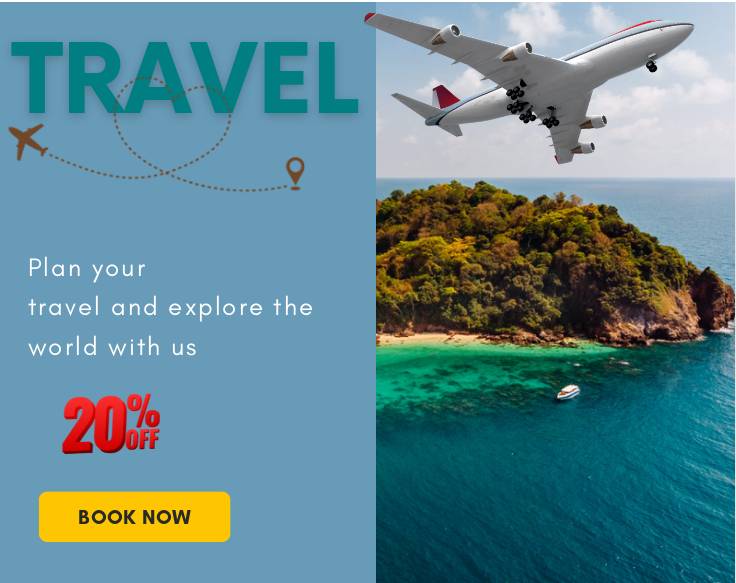 TRAVEL
Plan your
travel and explore the
world with us
20% OFF
BOOK NOW